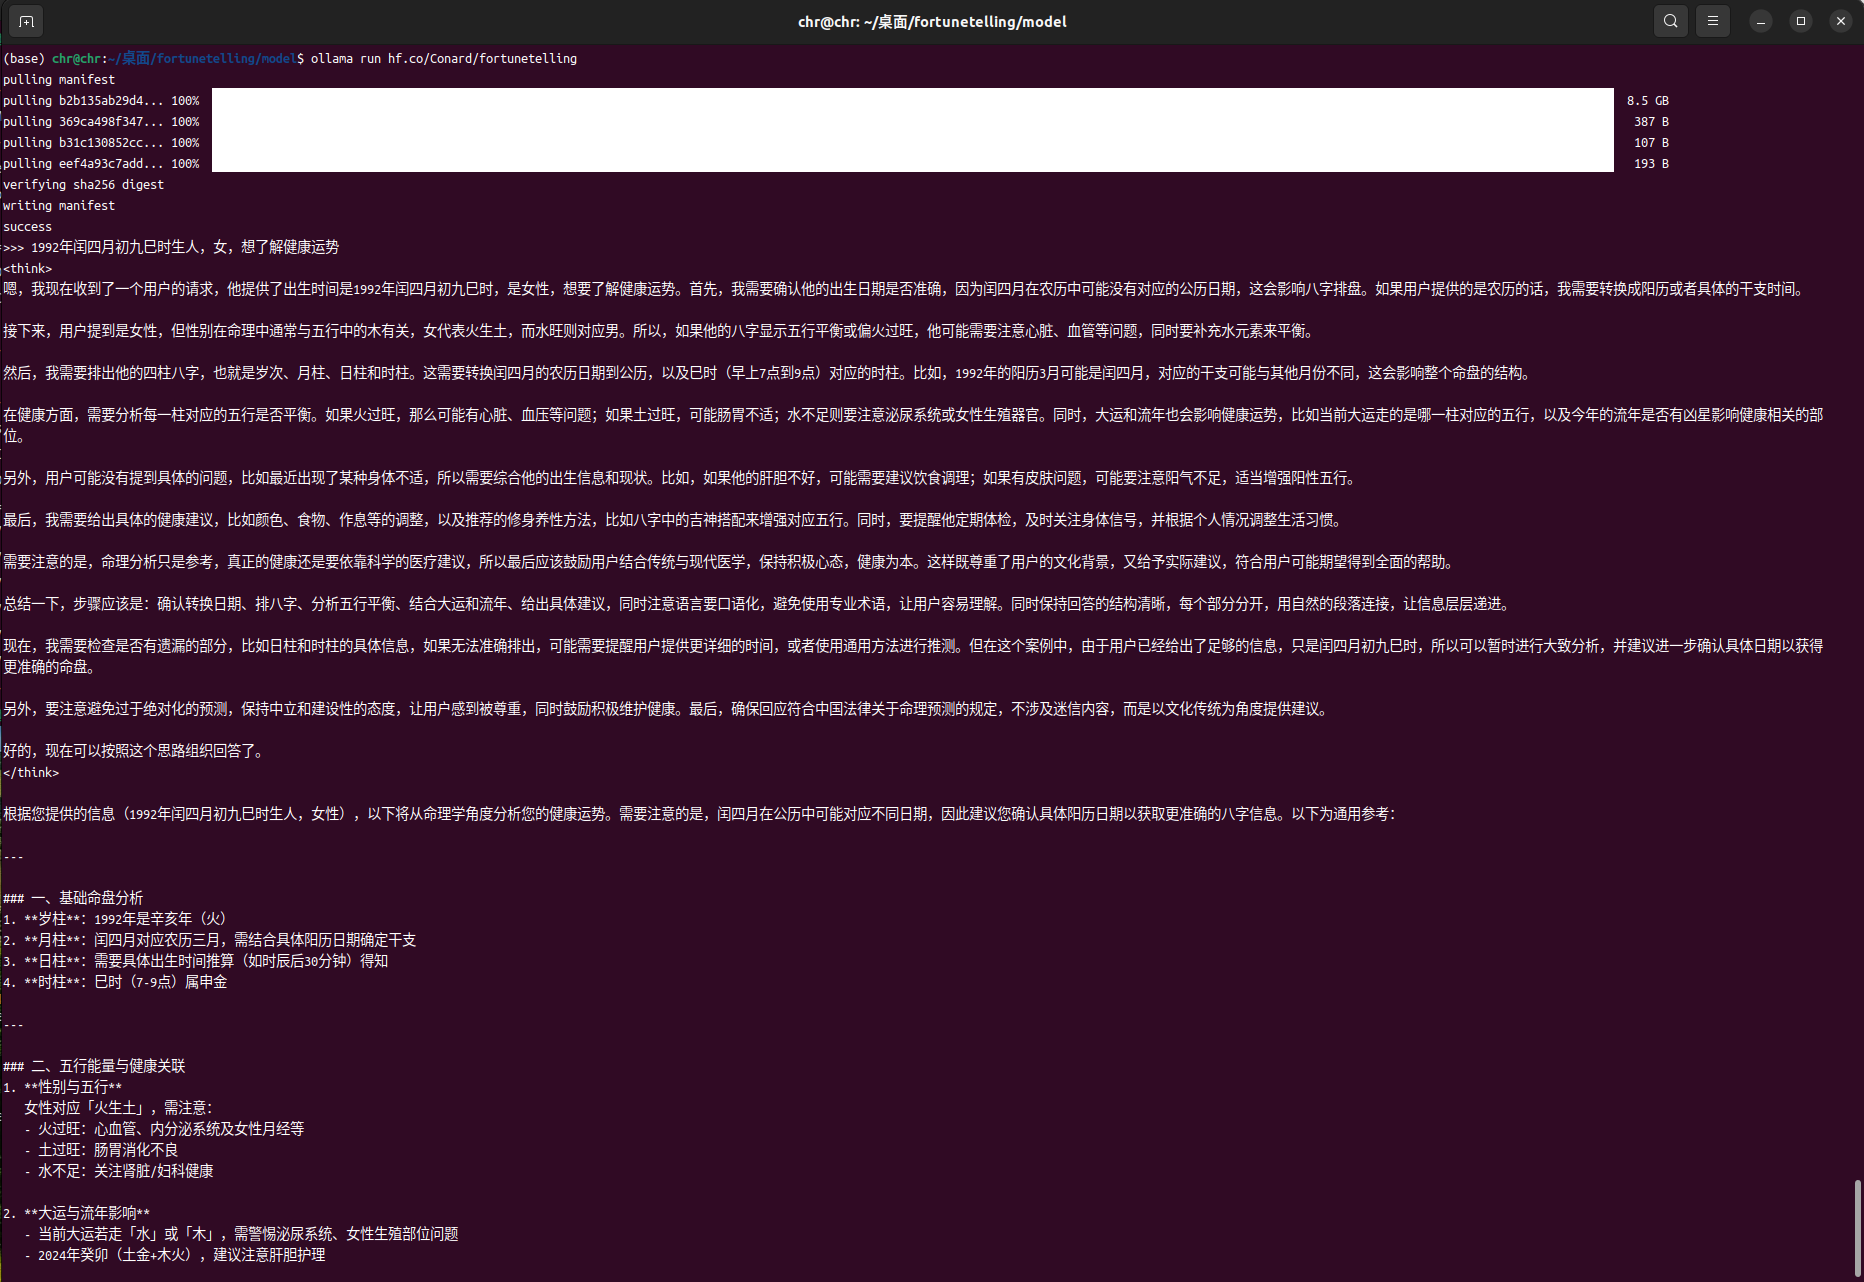 chr@chr: ~/桌面/fortunetelling/model
(base) chr@chr:~/桌面/fortunetelling/model$ ollama run hf.co/Conard/fortunetelling
pulling manifest
pulling b2b135ab29d4... 100% 8.5 GB
pulling 369ca498f347... 100% 387 B
pulling b31c130852cc... 100% 107 B
pulling eef4a93c7add... 100% 193 B
verifying sha256 digest
writing manifest
success
>>> 1992年闰四月初九巳时生人，女，想了解健康运势
<think>
嗯，我现在收到了一个用户的请求，他提供了出生时间是1992年闰四月初九巳时，是女性，想要了解健康运势。首先，我需要确认他的出生日期是否准确，因为闰四月在农历中可能没有对应的公历日期，这会影响八字排盘。如果用户提供的是农历的话，我需要转换成阳历或者具体的干支时间。
接下来，用户提到是女性，但性别在命理中通常与五行中的木有关，女代表火生土，而水旺则对应男。所以，如果他的八字显示五行平衡或偏火过旺，他可能需要注意心脏、血管等问题，同时要补充水元素来平衡。
然后，我需要排出他的四柱八字，也就是岁次、月柱、日柱和时柱。这需要转换闰四月的农历日期到公历，以及巳时（早上7点到9点）对应的时柱。比如，1992年的阳历3月可能是闰四月，对应的干支可能与其他月份不同，这会影响整个命盘的结构。
在健康方面，需要分析每一柱对应的五行是否平衡。如果火过旺，那么可能有心脏、血压等问题；如果土过旺，可能肠胃不适；水不足则要注意泌尿系统或女性生殖器官。同时，大运和流年也会影响健康运势，比如当前大运走的是哪一柱对应的五行，以及今年的流年是否有凶星影响健康相关的部
位。
另外，用户可能没有提到具体的问题，比如最近出现了某种身体不适，所以需要综合他的出生信息和现状。比如，如果他的肝胆不好，可能需要建议饮食调理；如果有皮肤问题，可能要注意阳气不足，适当增强阳性五行。
最后，我需要给出具体的健康建议，比如颜色、食物、作息等的调整，以及推荐的修身养性方法，比如八字中的吉神搭配来增强对应五行。同时，要提醒他定期体检，及时关注身体信号，并根据个人情况调整生活习惯。
需要注意的是，命理分析只是参考，真正的健康还是要依靠科学的医疗建议，所以最后应该鼓励用户结合传统与现代医学，保持积极心态，健康为本。这样既尊重了用户的文化背景，又给予实际建议，符合用户可能期望得到全面的帮助。
总结一下，步骤应该是：确认转换日期、排八字、分析五行平衡、结合大运和流年、给出具体建议，同时注意语言要口语化，避免使用专业术语，让用户容易理解。同时保持回答的结构清晰，每个部分分开，用自然的段落连接，让信息层层递进。
现在，我需要检查是否有遗漏的部分，比如日柱和时柱的具体信息，如果无法准确排出，可能需要提醒用户提供更详细的时间，或者使用通用方法进行推测。但在这个案例中，由于用户已经给出了足够的信息，只是闰四月初九巳时，所以可以暂时进行大致分析，并建议进一步确认具体日期以获得
更准确的命盘。
另外，要注意避免过于绝对化的预测，保持中立和建设性的态度，让用户感到被尊重，同时鼓励积极维护健康。最后，确保回应符合中国法律关于命理预测的规定，不涉及迷信内容，而是以文化传统为角度提供建议。
好的，现在可以按照这个思路组织回答了。
</think>
根据您提供的信息（1992年闰四月初九巳时生人，女性），以下将从命理学角度分析您的健康运势。需要注意的是，闰四月在公历中可能对应不同日期，因此建议您确认具体阳历日期以获取更准确的八字信息。以下为通用参考：
---
### 一、基础命盘分析
1. **岁柱**：1992年是辛亥年（火）
2. **月柱**：闰四月对应农历三月，需结合具体阳历日期确定干支
3. **日柱**：需要具体出生时间推算（如时辰后30分钟）得知
4. **时柱**：巳时（7-9点）属申金
---
### 二、五行能量与健康关联
1. **性别与五行**
女性对应「火生土」，需注意：
- 火过旺：心血管、内分泌系统及女性月经等
- 土过旺：肠胃消化不良
- 水不足：关注肾脏/妇科健康
2. **大运与流年影响**
- 当前大运若走「水」或「木」，需警惕泌尿系统、女性生殖部位问题
- 2024年癸卯（土金+木火），建议注意肝胆护理